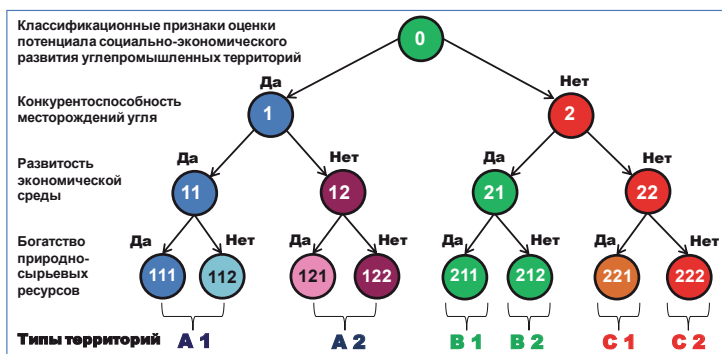 Классификационные признаки оценки
потенциала социально-экономического
развития углепромышленных территорий
0
Да
Нет
Конкурентоспособность
месторождений угля
1
2
Да
Нет
Да
Нет
Развитость
экономической
среды
11
12
21
22
Богатство
природно-
сырьевых
ресурсов
Да
Нет
Да
Нет
Да
Нет
Да
Нет
111
112
121
122
211
212
221
222
Типы территорий
А 1
А 2
В 1
В 2
С 1
С 2